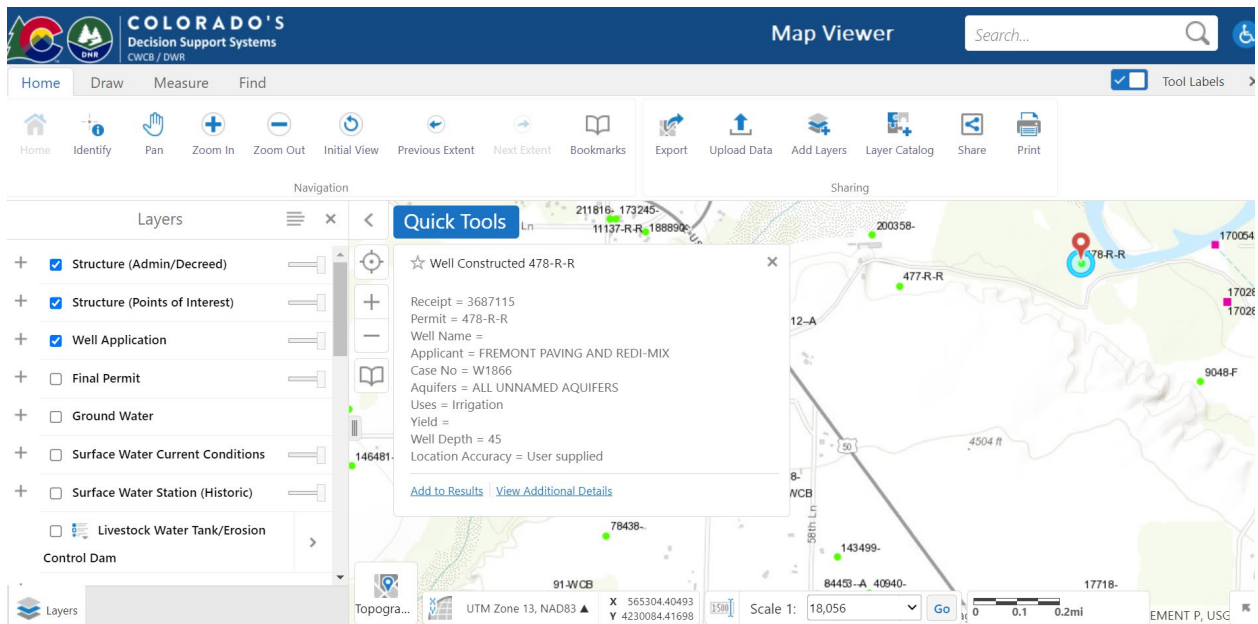 COLORADO'S
Decision Support Systems
CWCB / DWR
DNR
Map Viewer
Search...
Home Draw Measure Find
Tool Labels
Home Identify Pan Zoom In Zoom Out Initial View Previous Extent Next Extent Bookmarks Export Upload Data Add Layers Layer Catalog Share Print
Navigation Sharing
Layers
Structure (Admin/Decreed)
Structure (Points of Interest)
Well Application
Final Permit
Ground Water
Surface Water Current Conditions
Surface Water Station (Historic)
Livestock Water Tank/Erosion
Control Dam
Layers
Quick Tools
Well Constructed 478-R-R
Receipt = 3687115
Permit = 478-R-R
Well Name =
Applicant = FREMONT PAVING AND REDI-MIX
Case No = W1866
Aquifers = ALL UNNAMED AQUIFERS
Uses = Irrigation
Yield =
Well Depth = 45
Location Accuracy = User supplied
Add to Results View Additional Details
Ln
211816- 173245-
11137-R-R 188890-
200358-
170054
78-R-R
477-R-R
17028
17028
12--A
9048-F
50
4504 ft
146481-
8-
WCB
58th Ln
78438-
143499-
91-WCB
84453--A 40940-
17718-
Topogra...
UTM Zone 13, NAD83
X 565304.40493
Y 4230084.41698
1500
Scale 1: 18,056 Go
0 0.1 0.2mi
EMENT P, USG